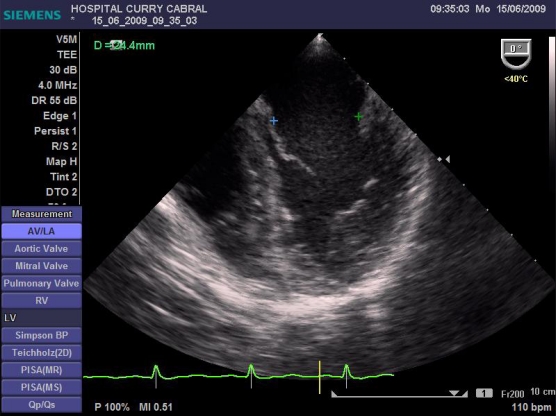 SIEMENS
HOSPITAL CURRY CABRAL
*
15_06_2009_09_35_03
09:35:03 Mo 15/06/2009
V5M
TEE
30 dB
4.0 MHz
DR 55 dB
Edge 1
Persist 1
R/S 2
Map H
Tint 2
DTO 2
Measurement
AV/LA
Aortic Valve
Mitral Valve
Pulmonary Valve
RV
LV
Simpson BP
Teichholz(2D)
PISA(MR)
PISA(MS)
Qp/Qs
0°
<40°C
P 100% MI 0.51
1
Fr200 10 cm
110 bpm